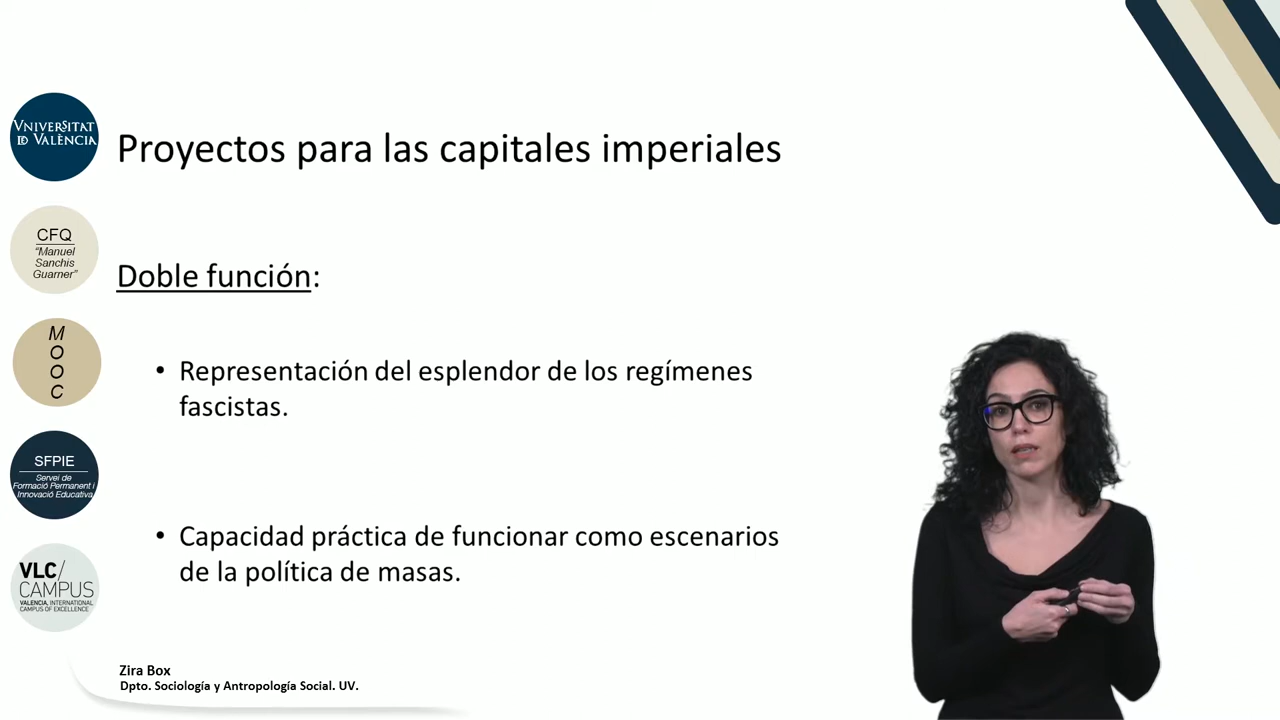 VNIVERSITAT
ID VALÈNCIA
Proyectos para las capitales imperiales
CFQ
"Manuel
Sanchis
Guarner"
Doble función:
M
O
O
C
• Representación del esplendor de los regímenes
fascistas.
SFPIE
Servei de
Formació Permanent i
Innovació Educativa
• Capacidad práctica de funcionar como escenarios
de la política de masas.
VLC/
CAMPUS
VALENCIA, INTERNATIONAL
CAMPUS OF EXCELLENCE
Zira Box
Dpto. Sociología y Antropología Social. UV.